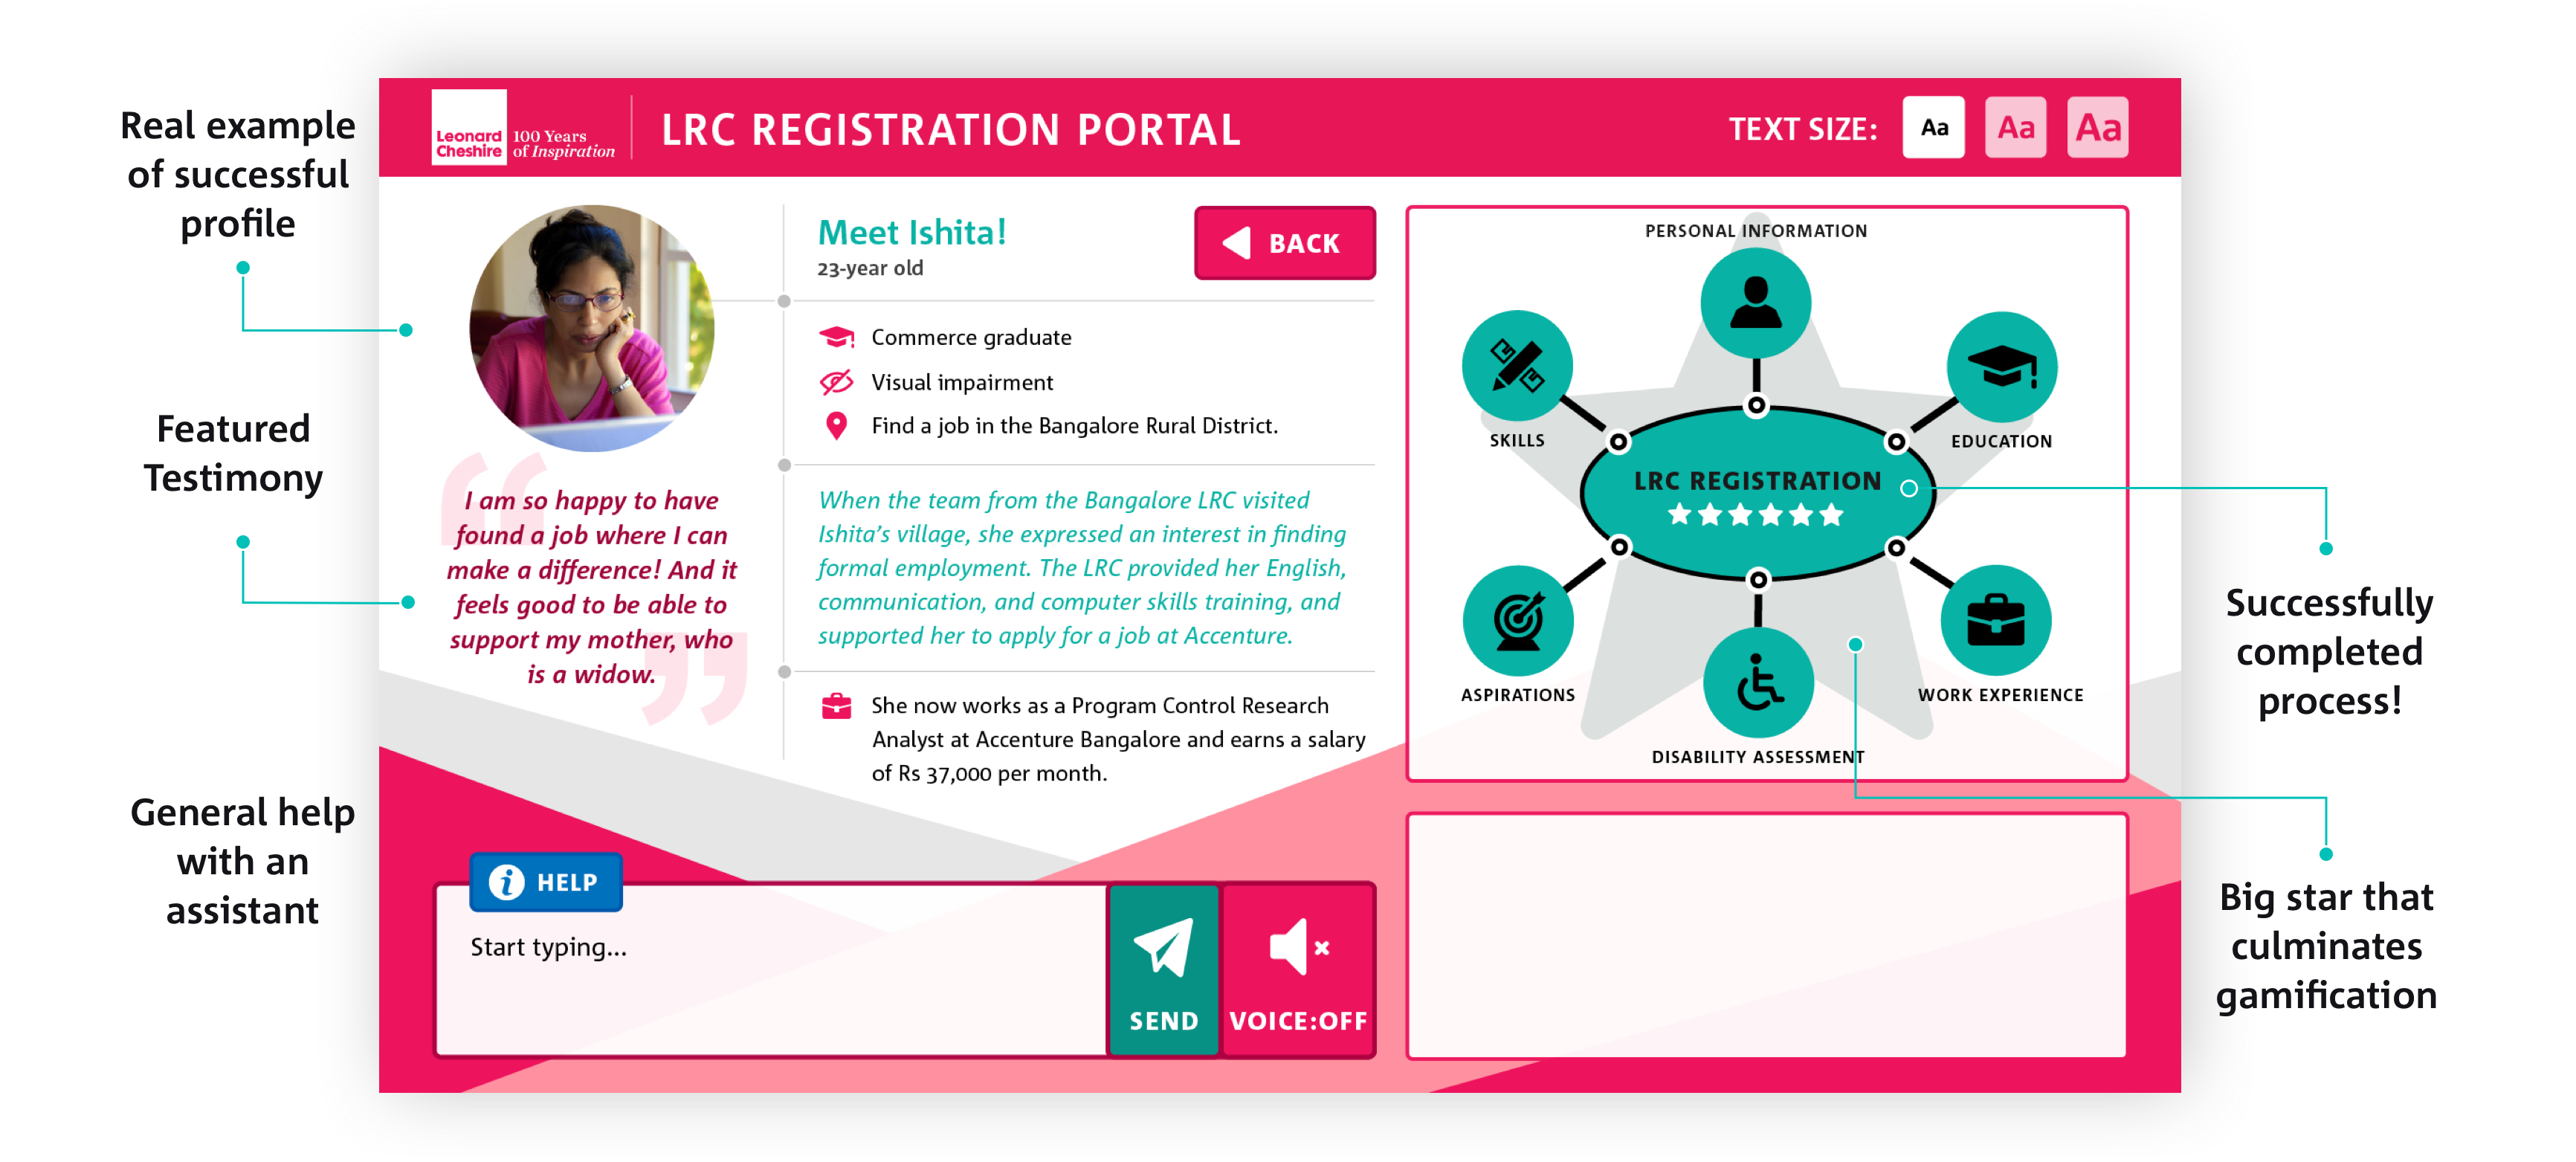 Real example
of successful
profile
Featured
Testimony
General help
with an
assistant
Leonard
Cheshire
100 Years
of Inspiration
LRC REGISTRATION PORTAL
TEXT SIZE:
Aa
Aa
Aa
Meet Ishita!
23-year old
BACK
Commerce graduate
Visual impairment
Find a job in the Bangalore Rural District.
“
I am so happy to have
found a job where I can
make a difference! And it
feels good to be able to
support my mother, who
is a widow.
”
When the team from the Bangalore LRC visited
Ishita’s village, she expressed an interest in finding
formal employment. The LRC provided her English,
communication, and computer skills training, and
supported her to apply for a job at Accenture.
She now works as a Program Control Research
Analyst at Accenture Bangalore and earns a salary
of Rs 37,000 per month.
HELP
Start typing...
SEND
VOICE:OFF
PERSONAL INFORMATION
SKILLS
EDUCATION
LRC REGISTRATION
ASPIRATIONS
WORK EXPERIENCE
DISABILITY ASSESSMENT
Successfully
completed
process!
Big star that
culminates
gamification